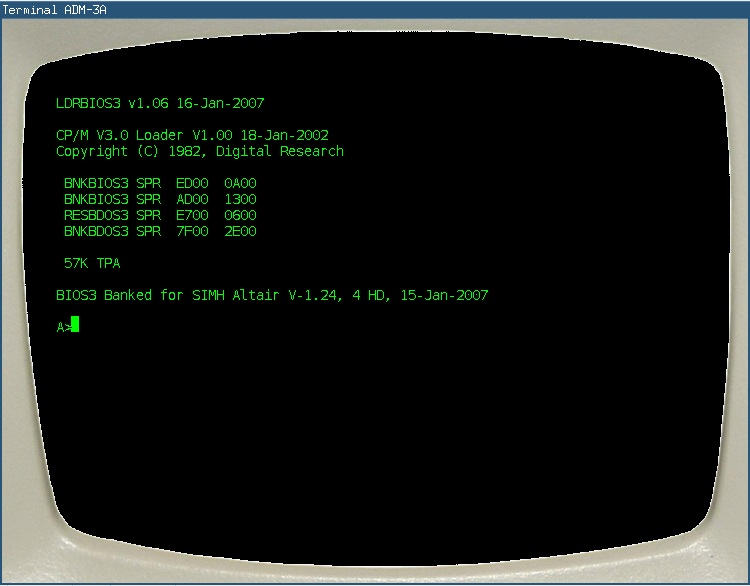 Terminal ADM-3A
LDRBIOS3 v1.06 16-Jan-2007
CP/M V3.0 Loader V1.00 18-Jan-2002
Copyright (C) 1982, Digital Research
BNKBIOS3 SPR ED00 0A00
BNKBIOS3 SPR AD00 1300
RESBDOS3 SPR E700 0600
BNKBDOS3 SPR 7F00 2E00
57K TPA
BIOS3 Banked for SIMH Altair V-1.24, 4 HD, 15-Jan-2007
A>